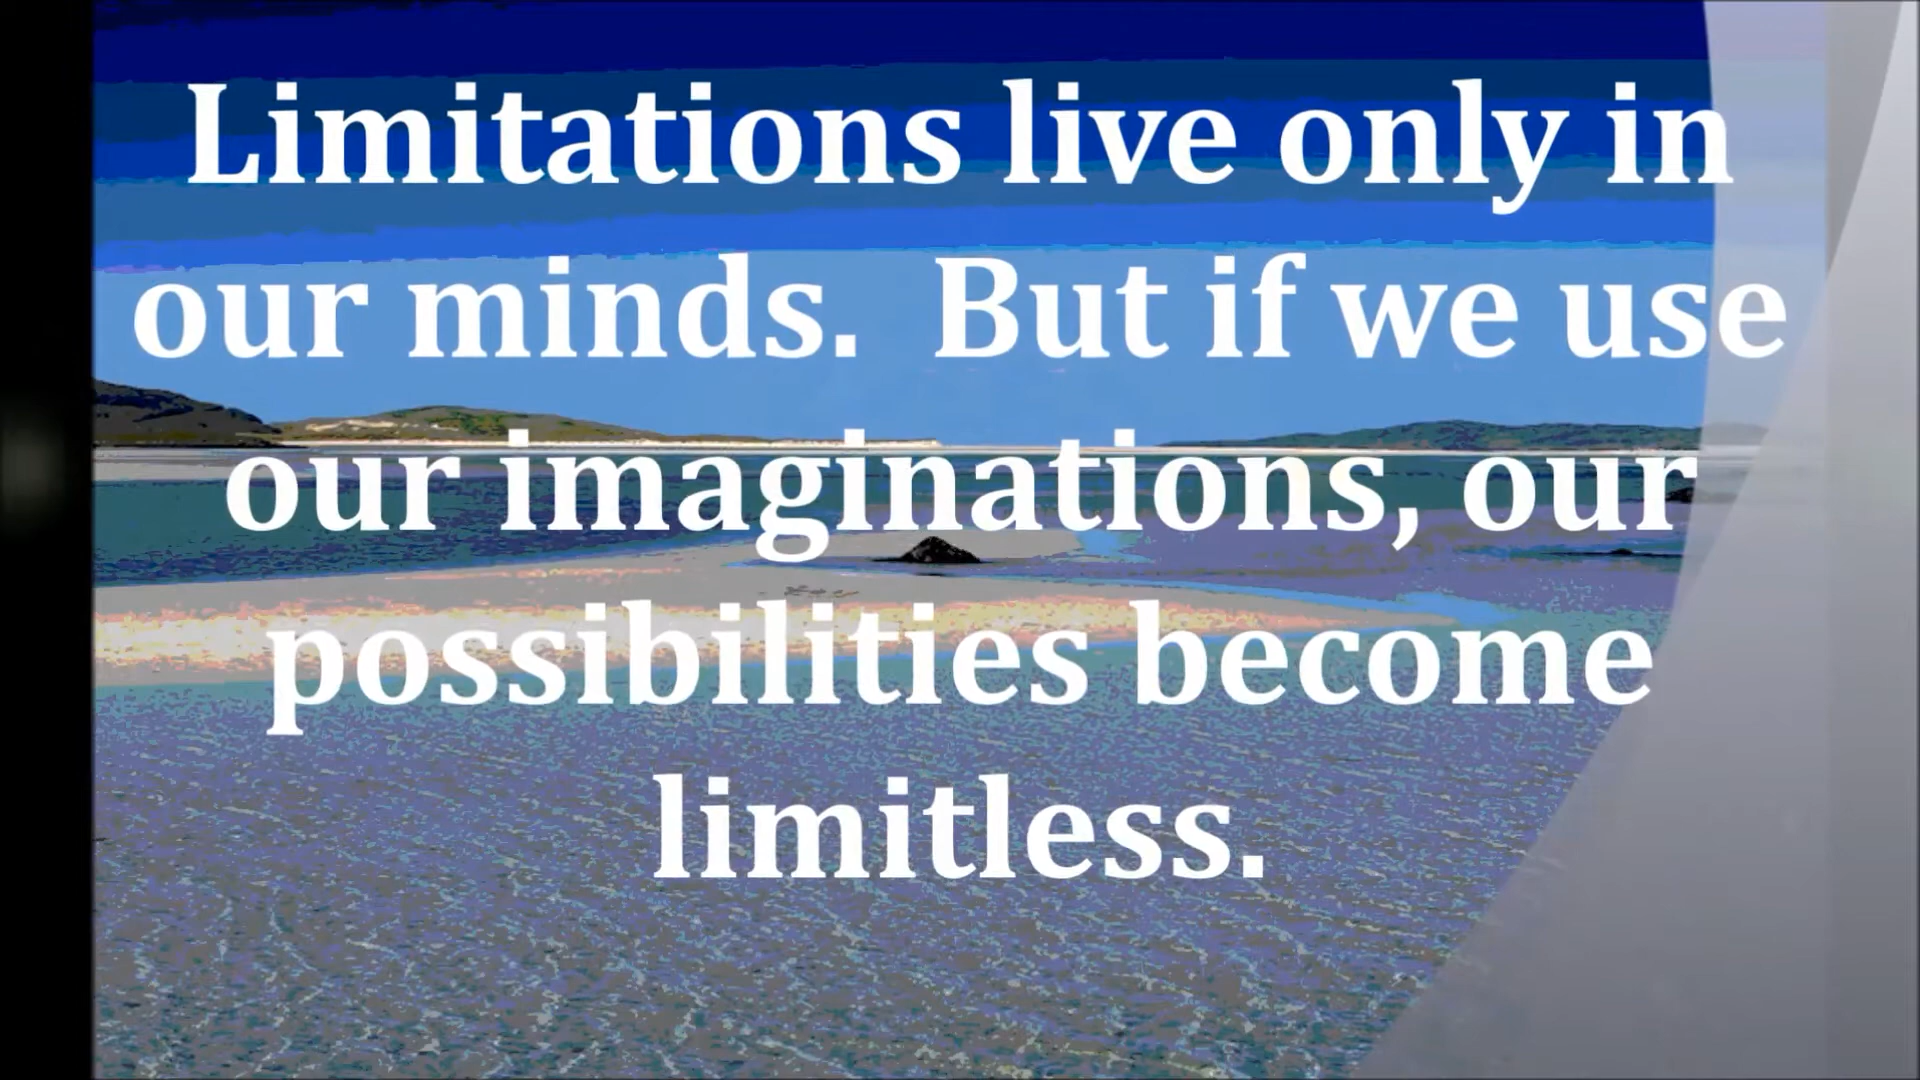 Limitations live only in
our minds.  But if we use
our imaginations, our
possibilities become
limitless.